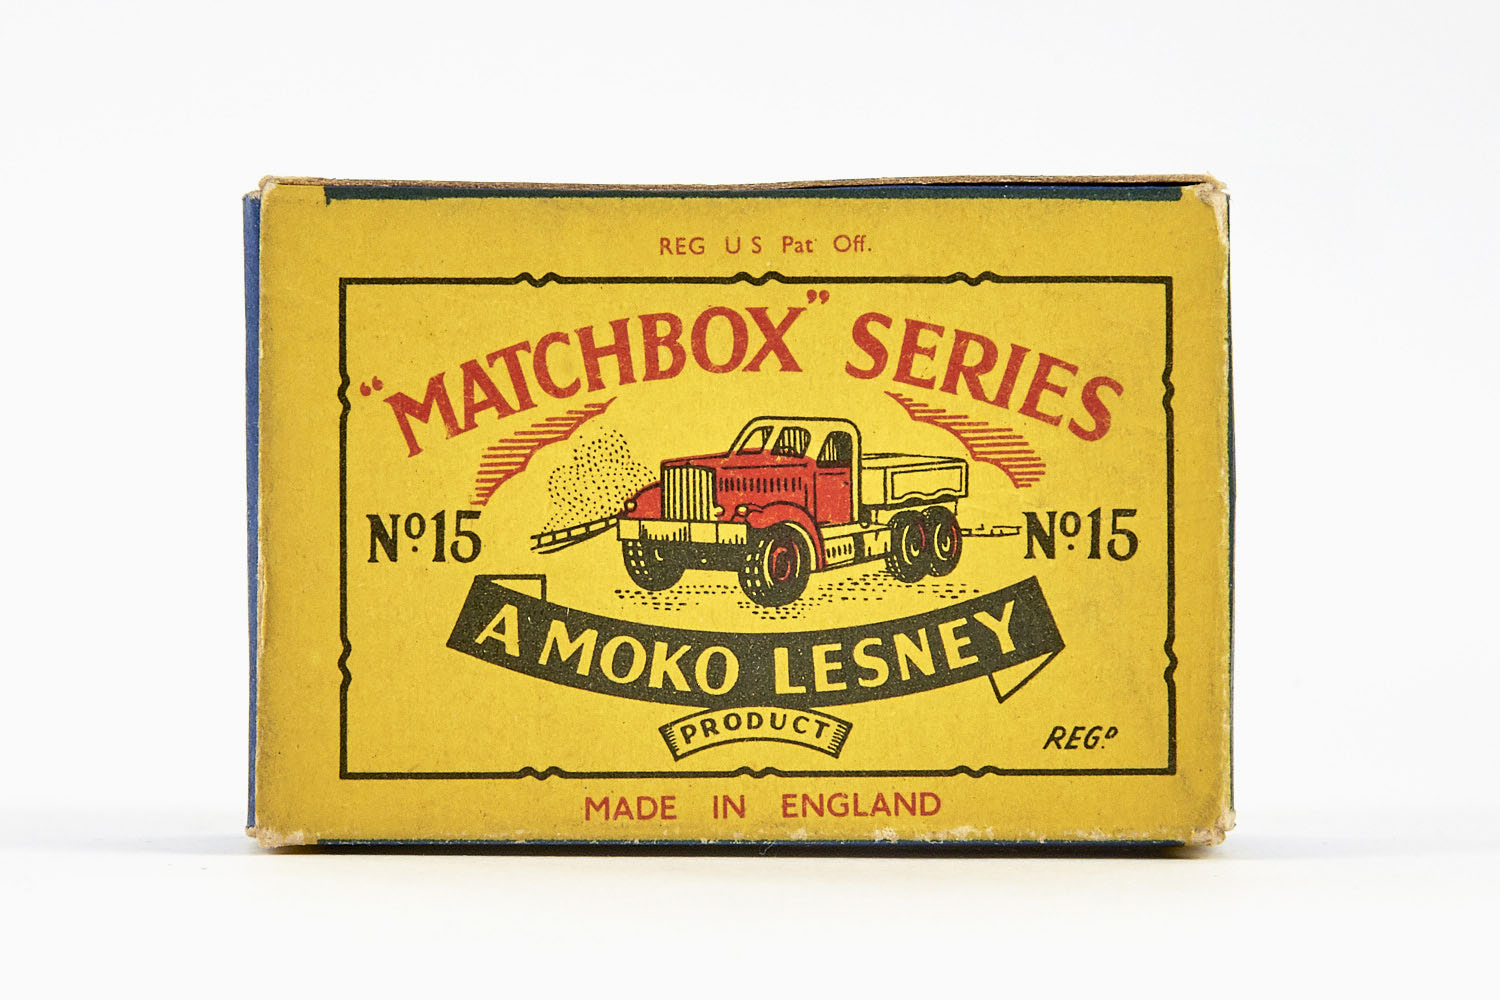 REG U S Pat Off.
“MATCHBOX” SERIES
Nº15 Nº15
A MOKO LESNEY
PRODUCT
REGD.
MADE IN ENGLAND